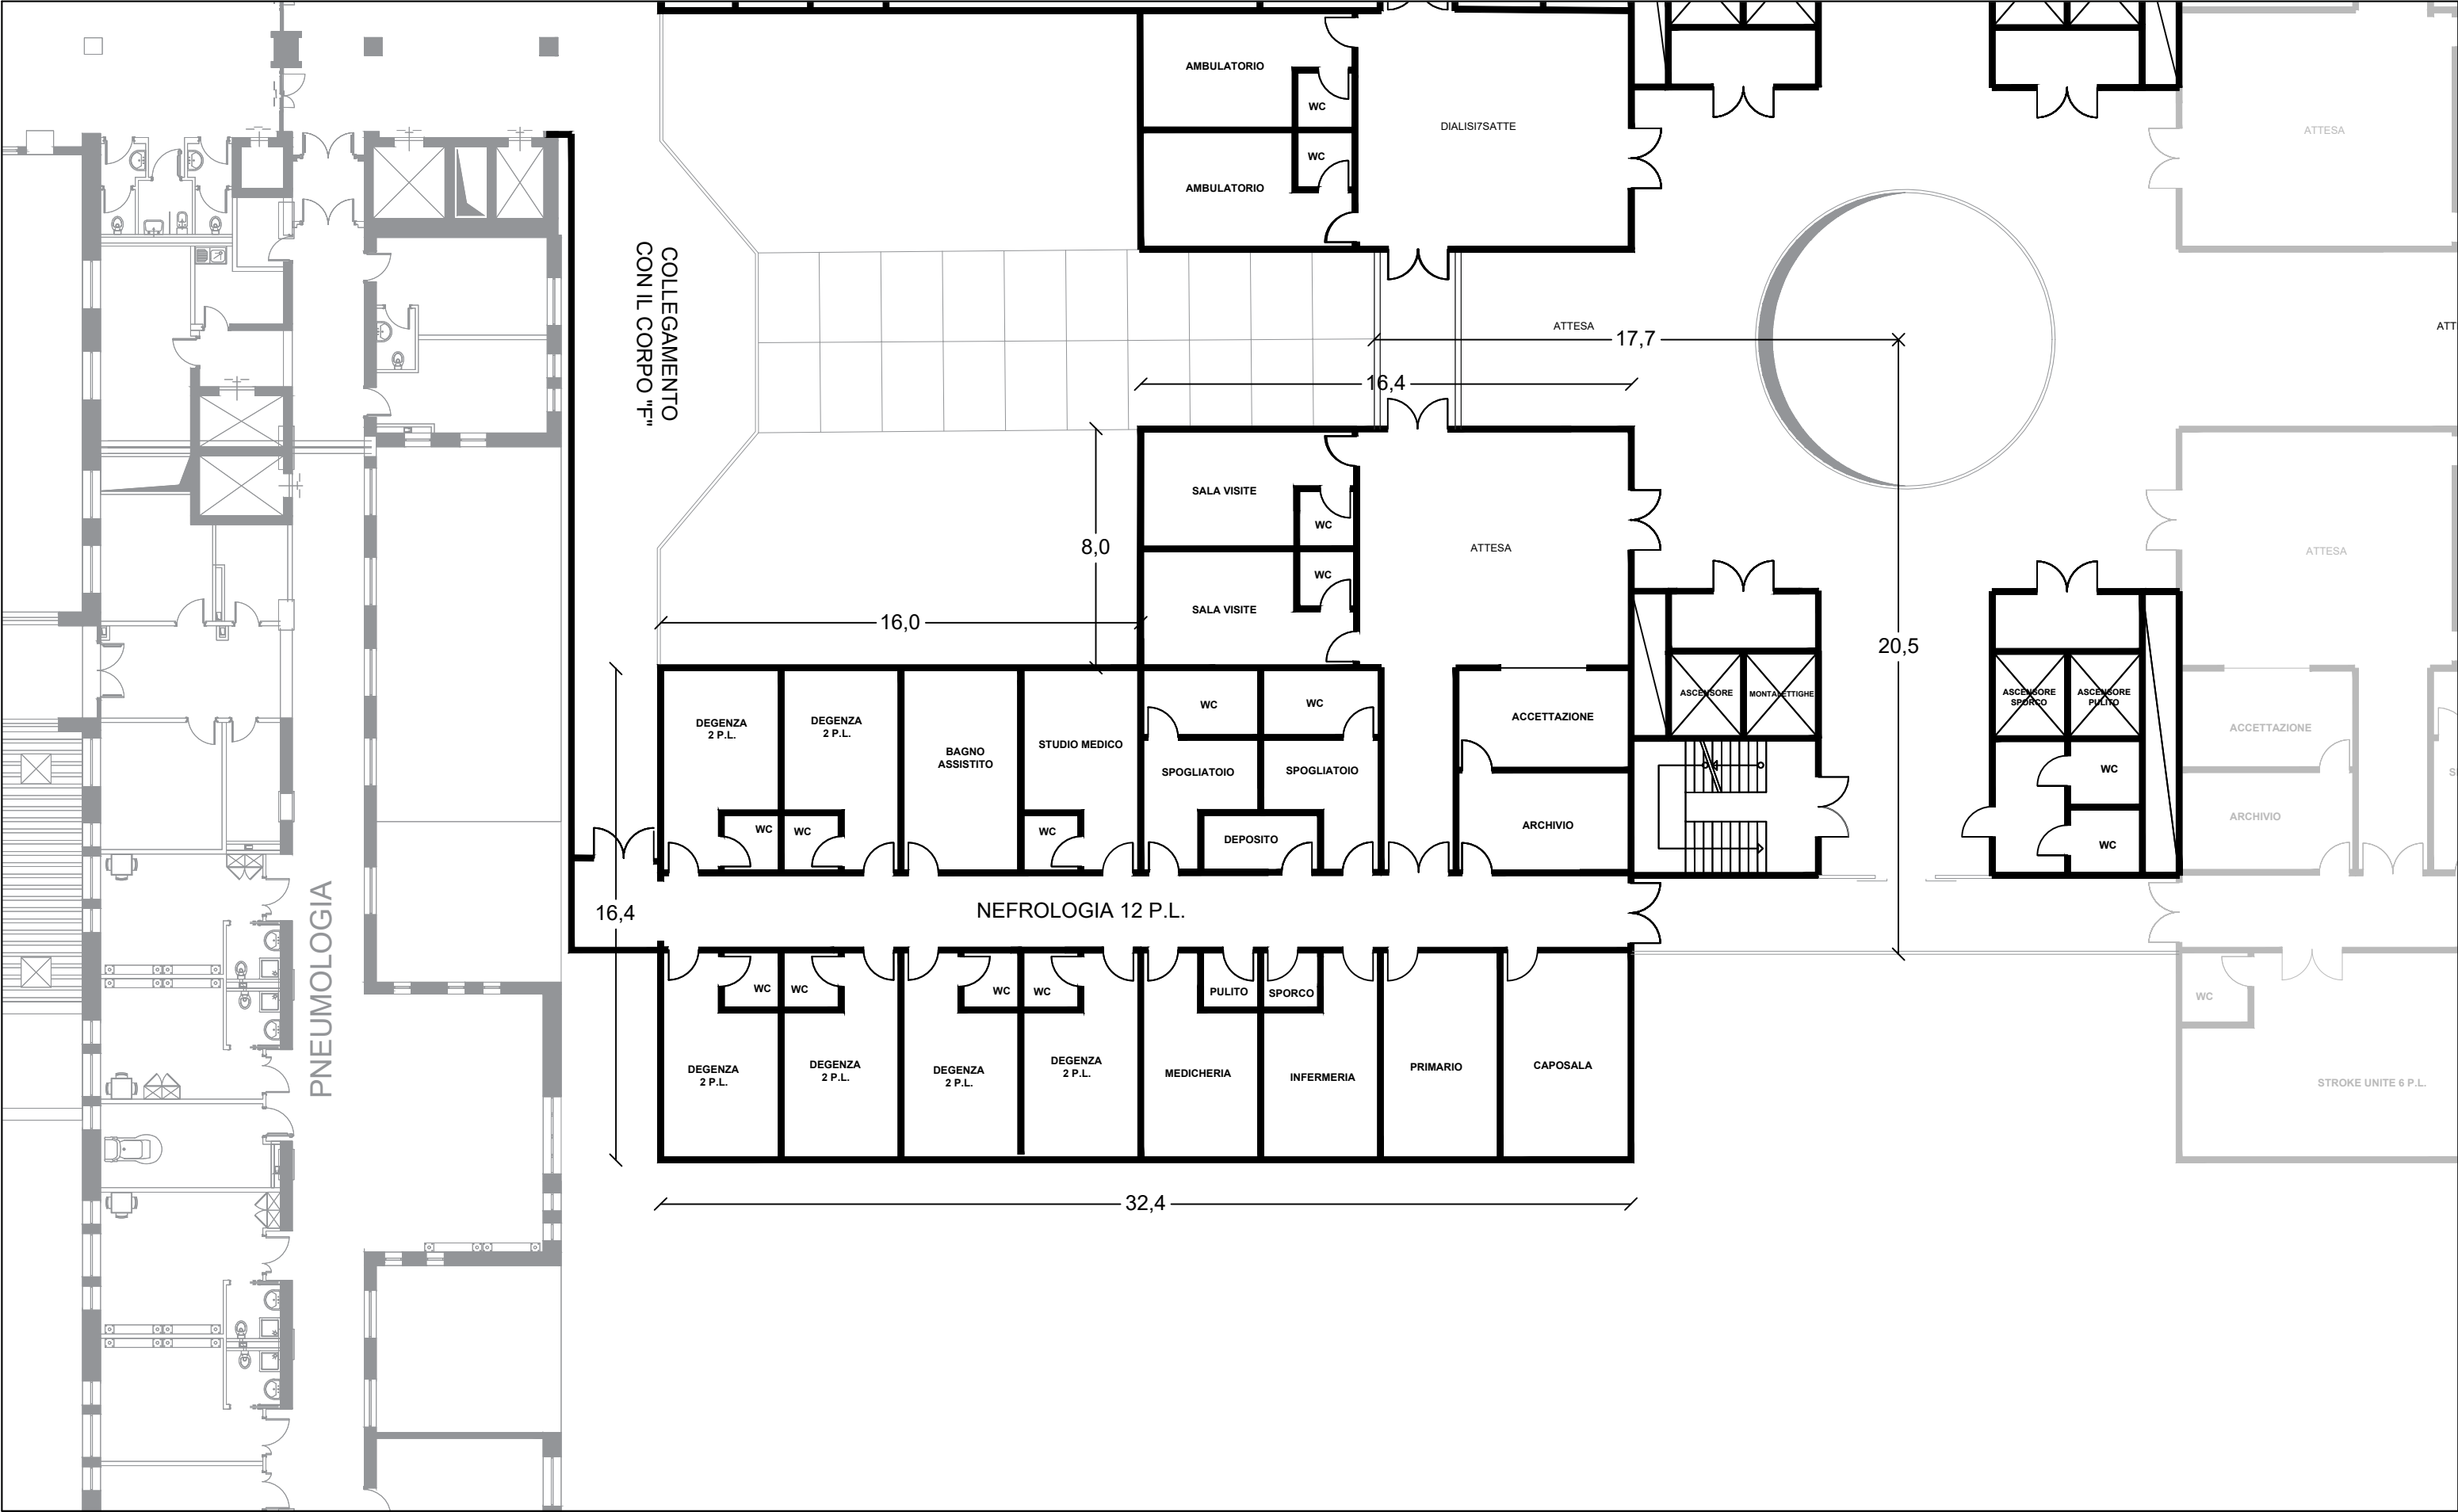 AMBULATORIO
WC
DIALISI7SATTE
WC
AMBULATORIO
ATTESA
COLLEGAMENTO
CON IL CORPO "F"
ATTESA
17,7
ATT
16,4
SALA VISITE
WC
8,0
ATTESA
ATTESA
WC
SALA VISITE
16,0
20,5
DEGENZA
2 P.L.
DEGENZA
2 P.L.
BAGNO
ASSISTITO
STUDIO MEDICO
WC
WC
SPOGLIATOIO
SPOGLIATOIO
ACCETTAZIONE
ASCENSORE
MONTALETTIGHE
ASCENSORE
SPORCO
ASCENSORE
PULITO
ACCETTAZIONE
WC
S
WC
WC
WC
DEPOSITO
ARCHIVIO
WC
ARCHIVIO
16,4
NEFROLOGIA 12 P.L.
PNEUMOLOGIA
WC
WC
WC
WC
PULITO
SPORCO
WC
DEGENZA
2 P.L.
DEGENZA
2 P.L.
DEGENZA
2 P.L.
DEGENZA
2 P.L.
MEDICHERIA
INFERMERIA
PRIMARIO
CAPOSALA
STROKE UNITE 6 P.L.
32,4